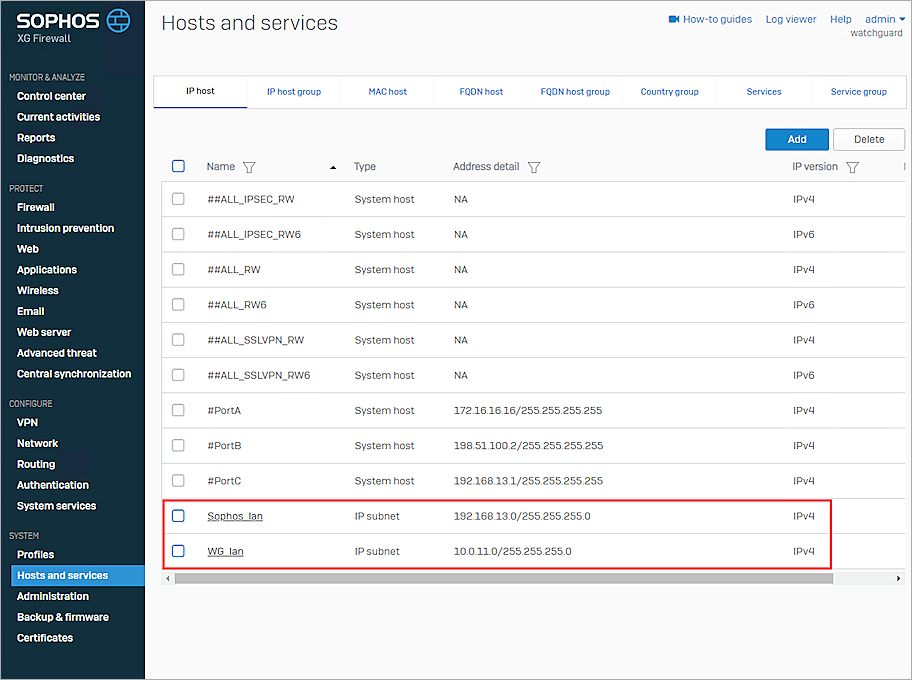 SOPHOS
XG Firewall
MONITOR & ANALYZE
Control center
Current activities
Reports
Diagnostics
PROTECT
Firewall
Intrusion prevention
Web
Applications
Wireless
Email
Web server
Advanced threat
Central synchronization
CONFIGURE
VPN
Network
Routing
Authentication
System services
SYSTEM
Profiles
Hosts and services
Administration
Backup & firmware
Certificates
Hosts and services
How-to guides Log viewer Help admin
watchguard
IP host IP host group MAC host FQDN host FQDN host group Country group Services Service group
Add Delete
Name Type Address detail IP version
##ALL_IPSEC_RW System host NA IPv4
##ALL_IPSEC_RW6 System host NA IPv6
##ALL_RW System host NA IPv4
##ALL_RW6 System host NA IPv6
##ALL_SSLVPN_RW System host NA IPv4
##ALL_SSLVPN_RW6 System host NA IPv6
#PortA System host 172.16.16.16/255.255.255.255 IPv4
#PortB System host 198.51.100.2/255.255.255.255 IPv4
#PortC System host 192.168.13.1/255.255.255.255 IPv4
Sophos_lan IP subnet 192.168.13.0/255.255.255.0 IPv4
WG_lan IP subnet 10.0.11.0/255.255.255.0 IPv4